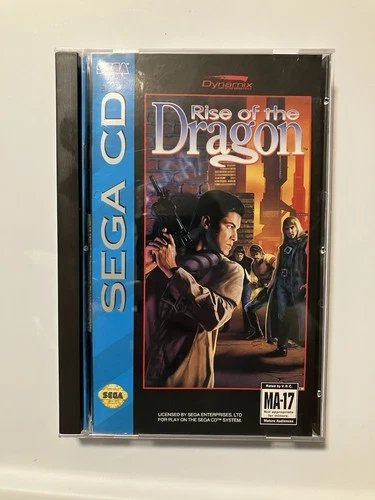 SEGA
Dynamix
Rise of the
Dragon
SEGA CD
SEGA
LICENSED BY SEGA ENTERPRISES, LTD
FOR PLAY ON THE SEGA CD™ SYSTEM.
Rated by V.R.C.
MA-17
Not appropriate
for minors.
Mature Audiences
TM